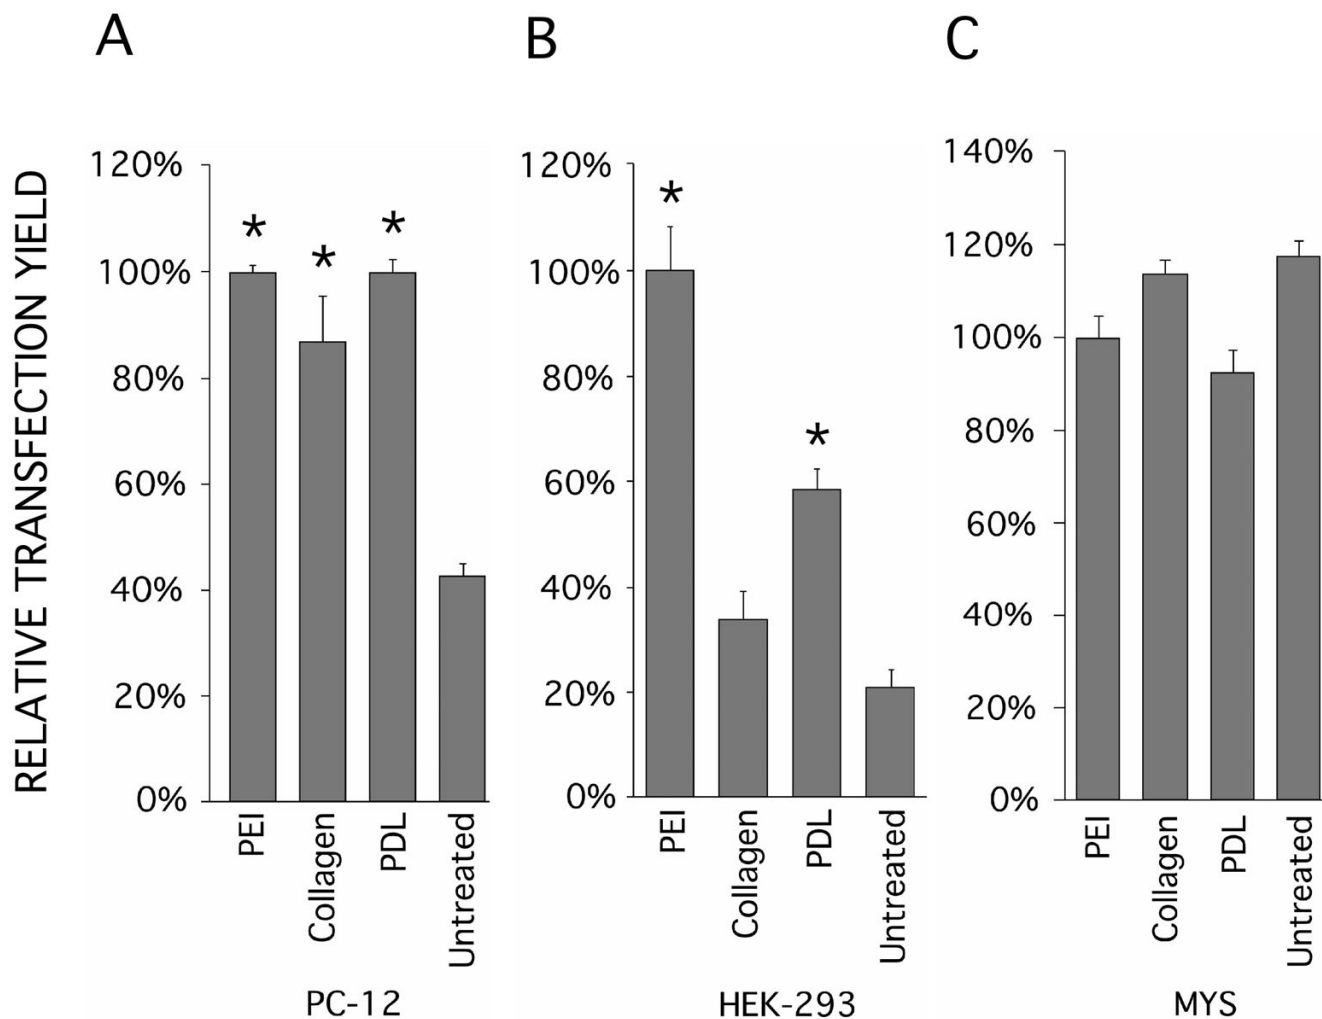 A
B
C
RELATIVE TRANSFECTION YIELD
120%
*
*
*
100%
80%
60%
40%
20%
0%
PEI
Collagen
PDL
Untreated
PC-12
120%
*
100%
80%
*
60%
40%
20%
0%
PEI
Collagen
PDL
Untreated
HEK-293
140%
120%
100%
80%
60%
40%
20%
0%
PEI
Collagen
PDL
Untreated
MYS